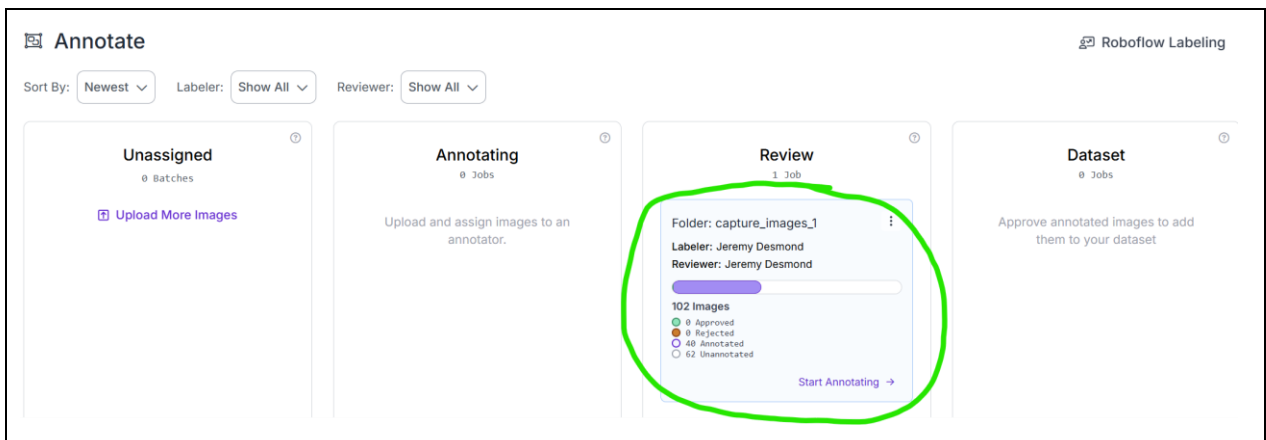 Annotate
Roboflow Labeling
Sort By: Newest Labeler: Show All Reviewer: Show All
Unassigned
0 Batches
Upload More Images
Annotating
0 Jobs
Upload and assign images to an
annotator.
Review
1 Job
Folder: capture_images_1
Labeler: Jeremy Desmond
Reviewer: Jeremy Desmond
102 Images
0 Approved
0 Rejected
40 Annotated
62 Unannotated
Start Annotating →
Dataset
0 Jobs
Approve annotated images to add
them to your dataset